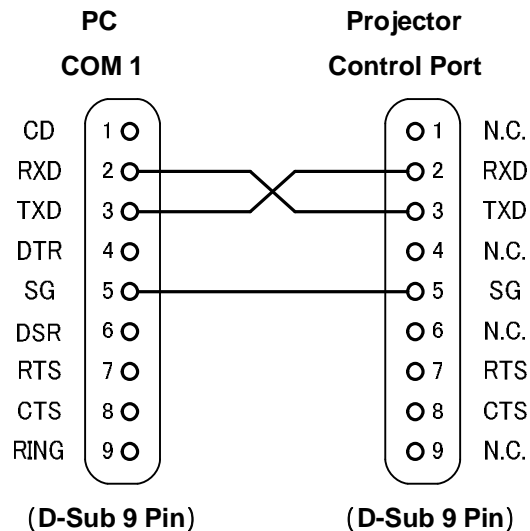 PC Projector
COM 1 Control Port
CD 1 1 N.C.
RXD 2 2 RXD
TXD 3 3 TXD
DTR 4 4 N.C.
SG 5 5 SG
DSR 6 6 N.C.
RTS 7 7 RTS
CTS 8 8 CTS
RING 9 9 N.C.
(D-Sub 9 Pin) (D-Sub 9 Pin)